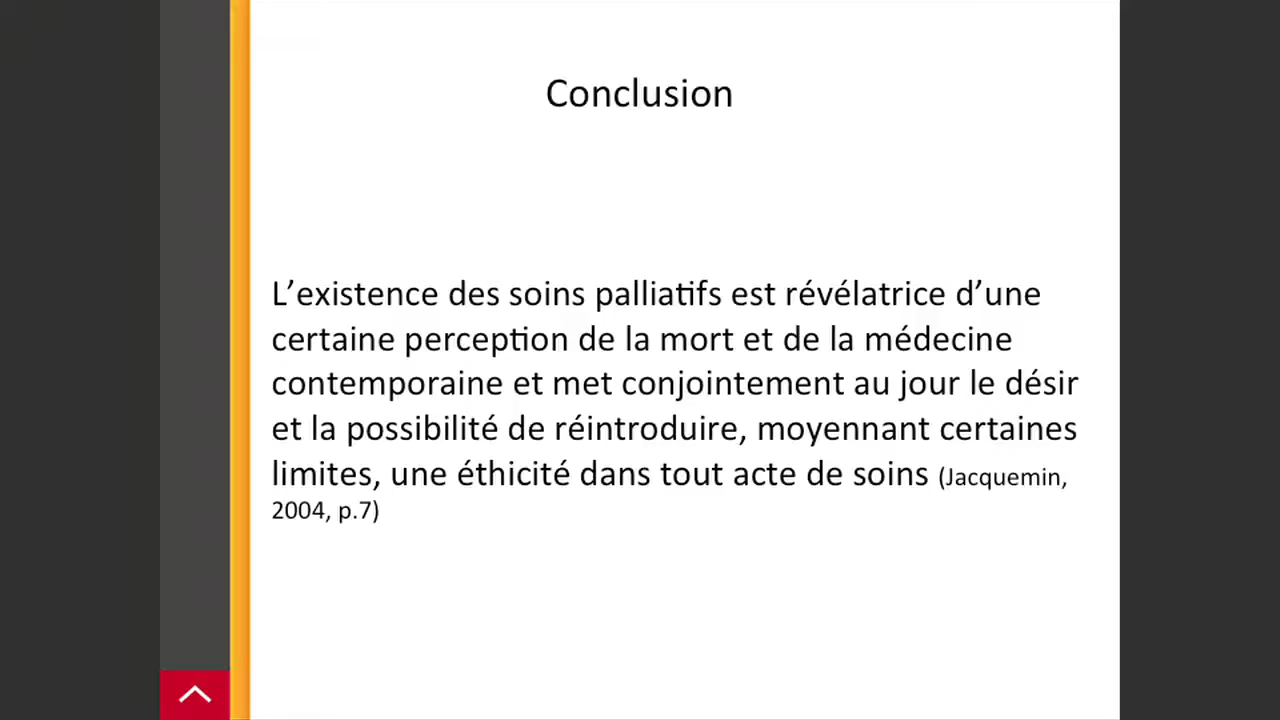 Conclusion
L’existence des soins palliatifs est révélatrice d’une
certaine perception de la mort et de la médecine
contemporaine et met conjointement au jour le désir
et la possibilité de réintroduire, moyennant certaines
limites, une éthicité dans tout acte de soins (Jacquemin,
2004, p.7)